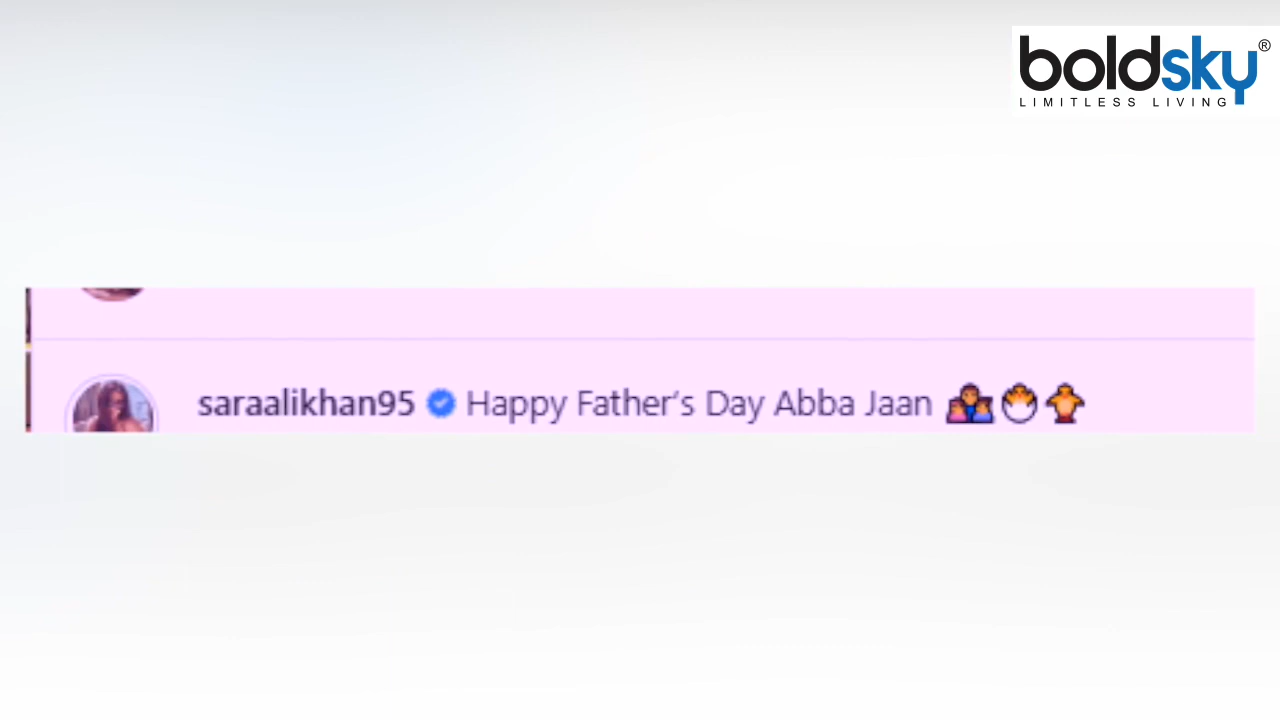 boldsky®
LIMITLESS LIVING
saraalikhan95 Happy Father's Day Abba Jaan 👨‍👧‍👦🐣🐥